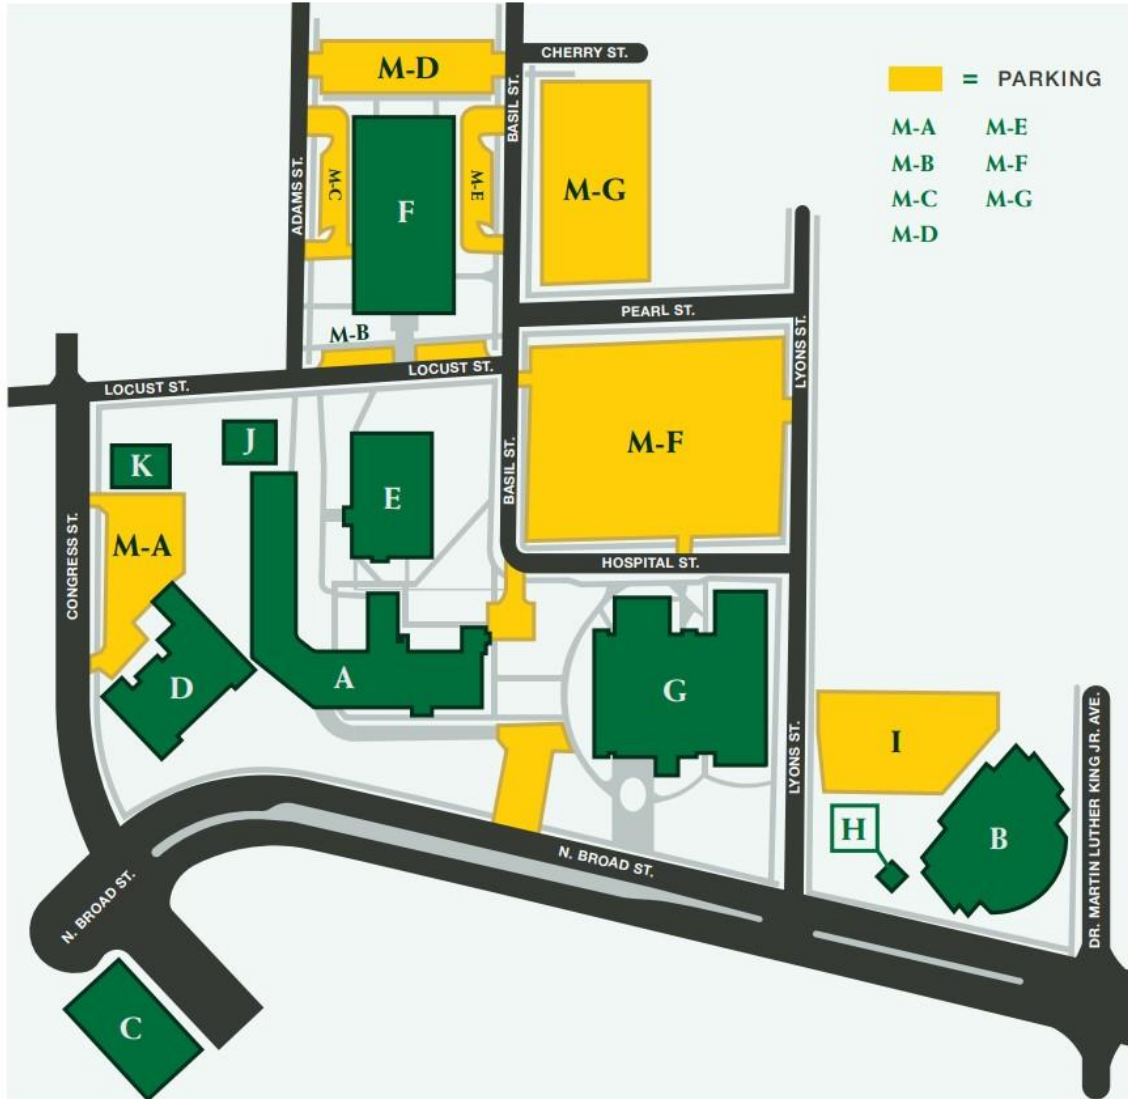 CHERRY ST.
M-D
= PARKING
BASIL ST.
M-A M-E
M-B M-F
M-C M-G
M-D
ADAMS ST.
M-C
F
M-E
M-G
PEARL ST.
M-B
LYONS ST.
LOCUST ST.
LOCUST ST.
J
K
E
BASIL ST.
M-F
M-A
CONGRESS ST.
HOSPITAL ST.
D
A
G
LYONS ST.
I
H
B
DR. MARTIN LUTHER KING JR. AVE.
N. BROAD ST.
N. BROAD ST.
C